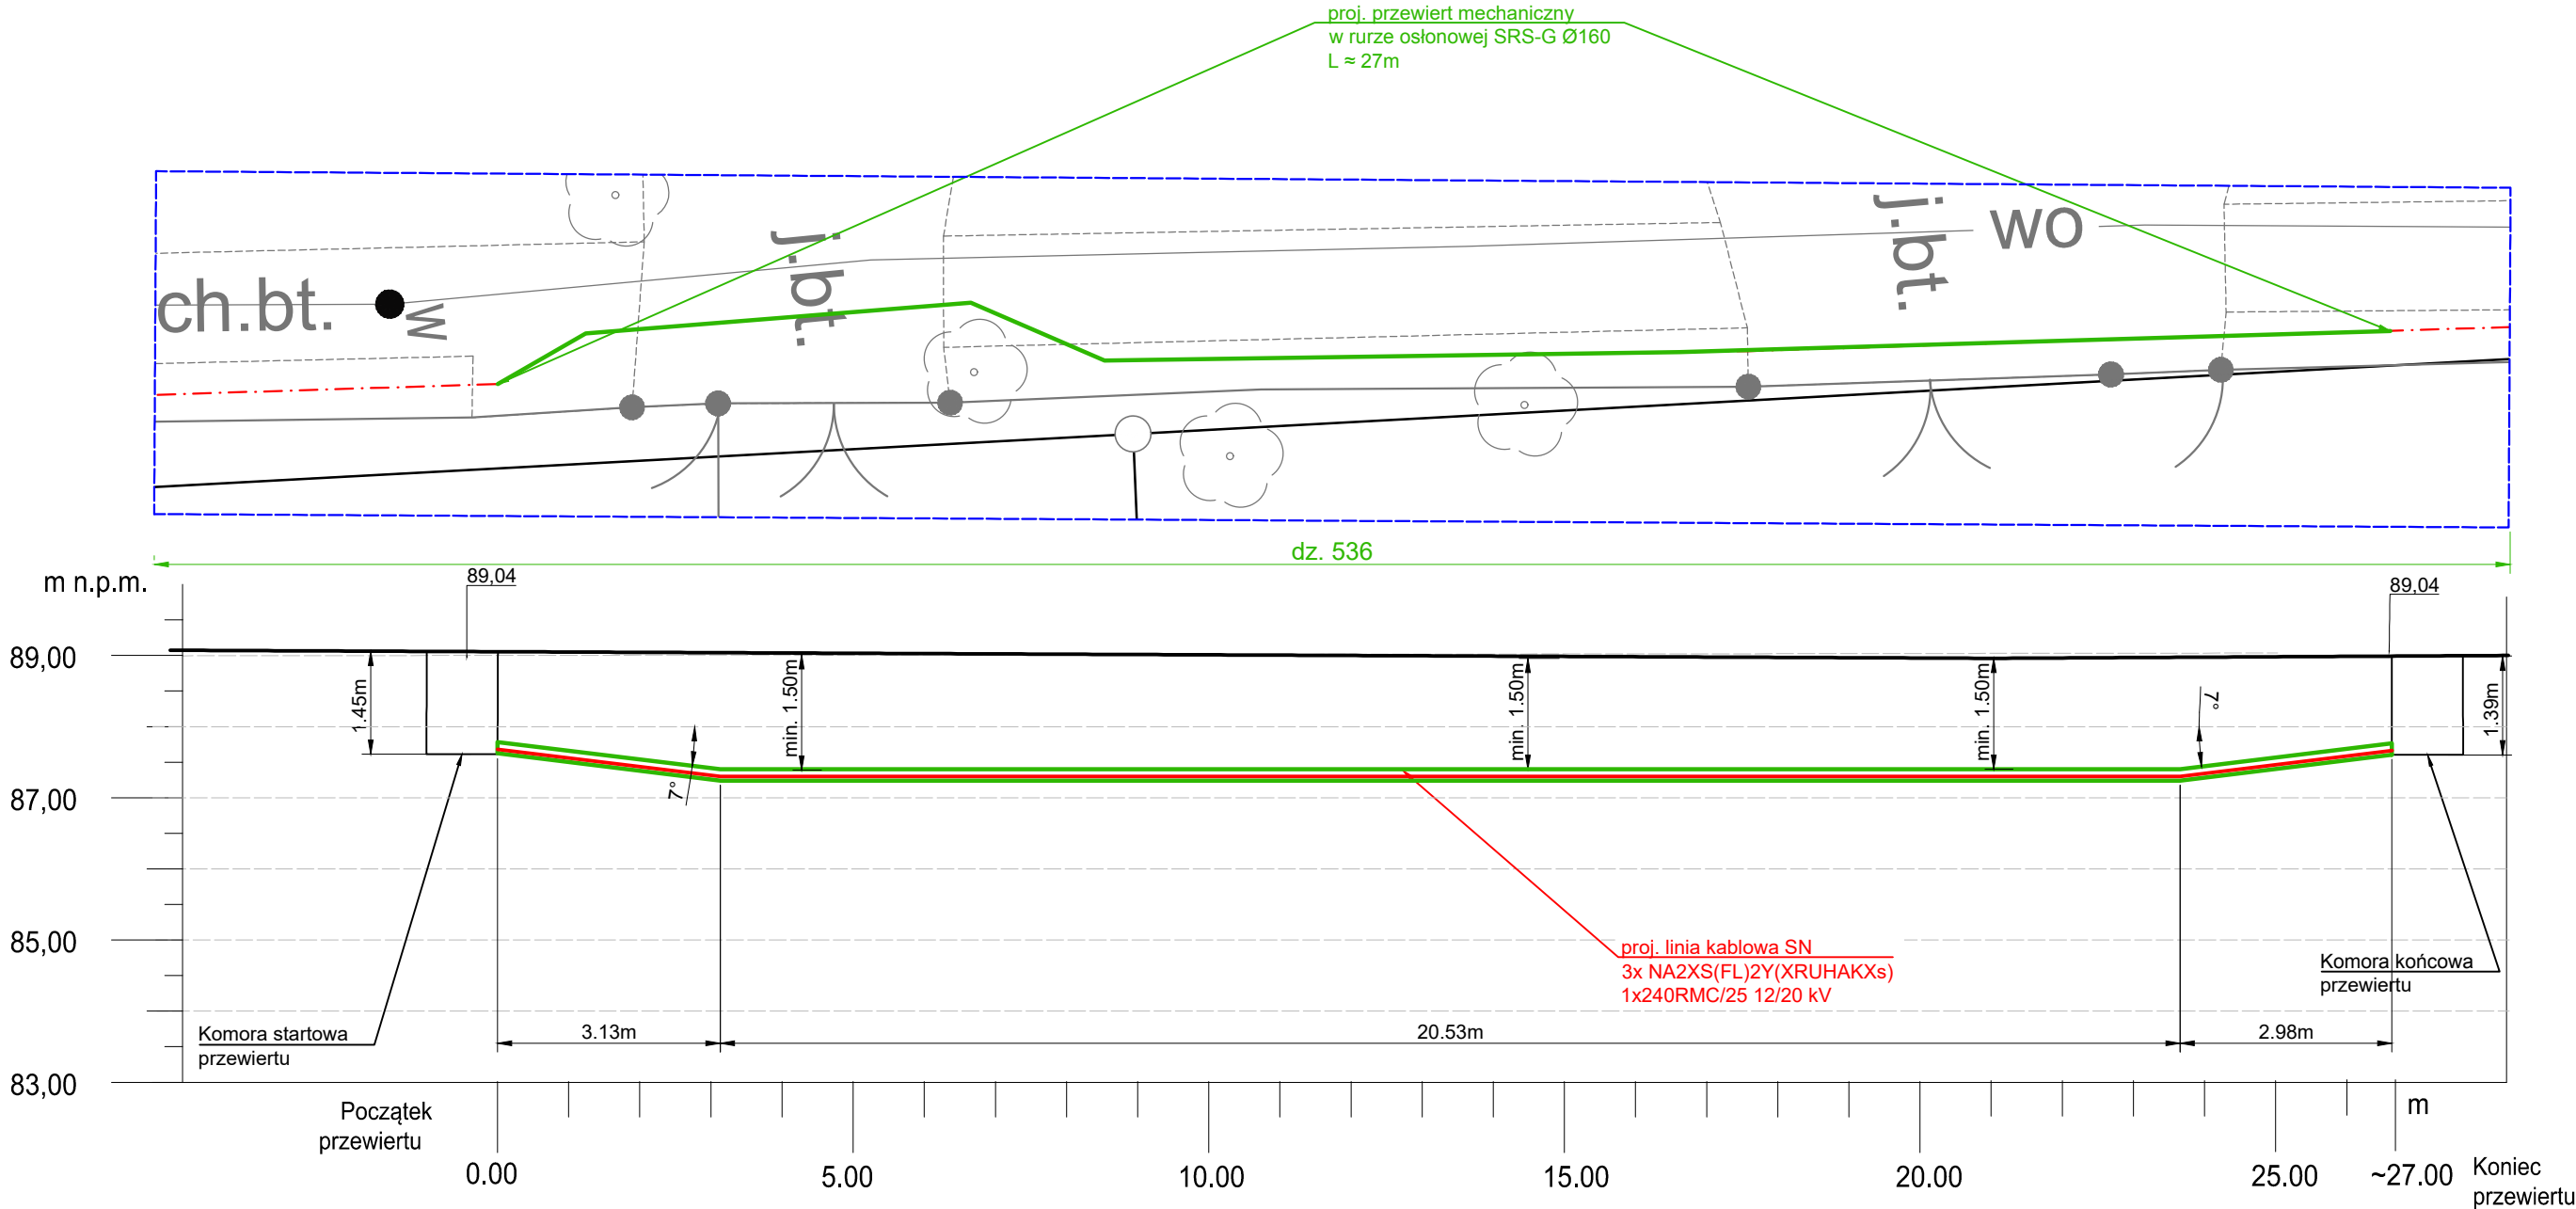 proj. przewiert mechaniczny
w rurze osłonowej SRS-G Ø160
L ≈ 27m
ch.bt.
w
j.bt.
j.bt.
wo
dz. 536
m n.p.m.
89,04
89,04
89,00
87,00
85,00
83,00
1.45m
min. 1.50m
min. 1.50m
min. 1.50m
1.39m
7°
7°
proj. linia kablowa SN
3x NA2XS(FL)2Y(XRUHAKXs)
1x240RMC/25 12/20 kV
Komora startowa
przewiertu
Komora końcowa
przewiertu
3.13m
20.53m
2.98m
Początek
przewiertu
m
0.00
5.00
10.00
15.00
20.00
25.00
~27.00
Koniec
przewiertu